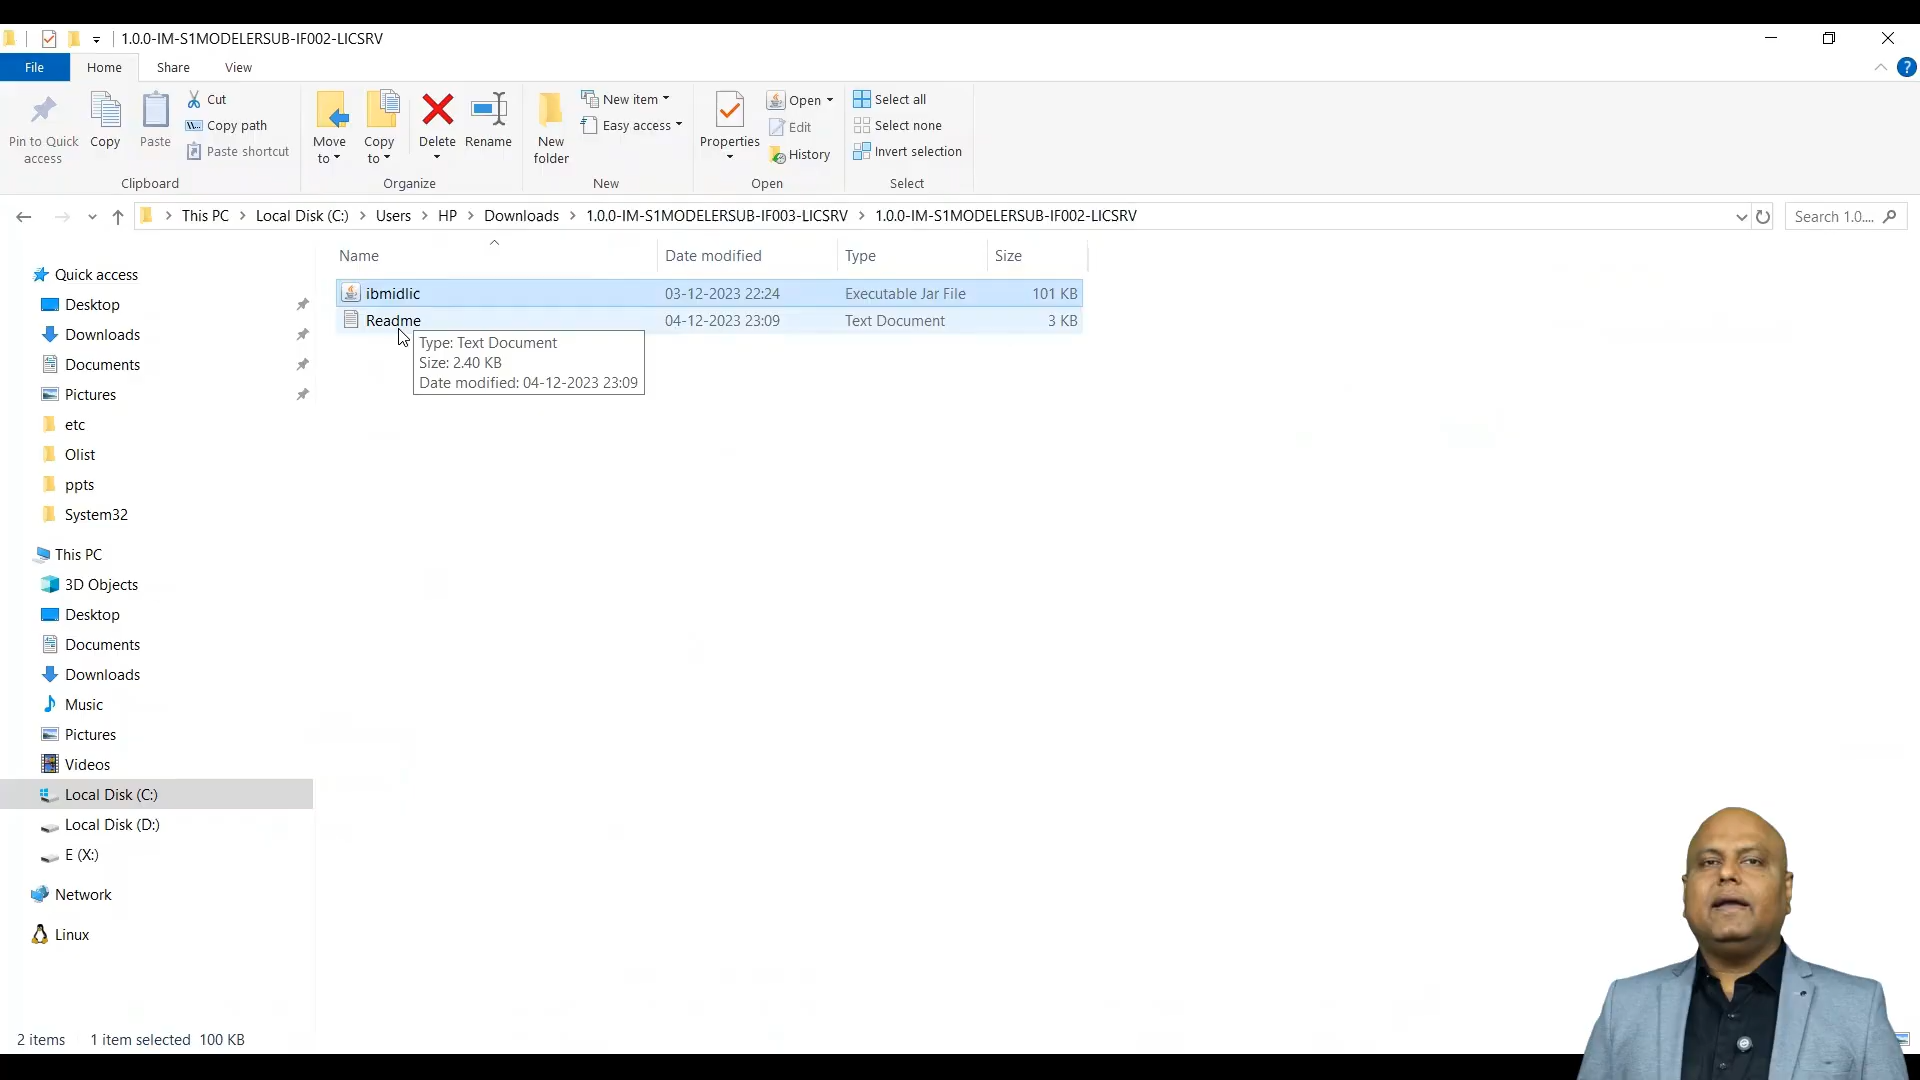 1.0.0-IM-S1MODELERSUB-IF002-LICSRV
File Home Share View
Pin to Quick access
Copy
Paste
Cut
Copy path
Paste shortcut
Clipboard
Move to
Copy to
Delete
Rename
Organize
New folder
New item
Easy access
New
Properties
Open
Edit
History
Open
Select all
Select none
Invert selection
Select
This PC Local Disk (C:) Users HP Downloads 1.0.0-IM-S1MODELERSUB-IF003-LICSRV 1.0.0-IM-S1MODELERSUB-IF002-LICSRV
Search 1.0....
Name Date modified Type Size
ibmidlic 03-12-2023 22:24 Executable Jar File 101 KB
Readme 04-12-2023 23:09 Text Document 3 KB
Type: Text Document
Size: 2.40 KB
Date modified: 04-12-2023 23:09
Quick access
Desktop
Downloads
Documents
Pictures
etc
Olist
ppts
System32
This PC
3D Objects
Desktop
Documents
Downloads
Music
Pictures
Videos
Local Disk (C:)
Local Disk (D:)
E (X:)
Network
Linux
2 items 1 item selected 100 KB